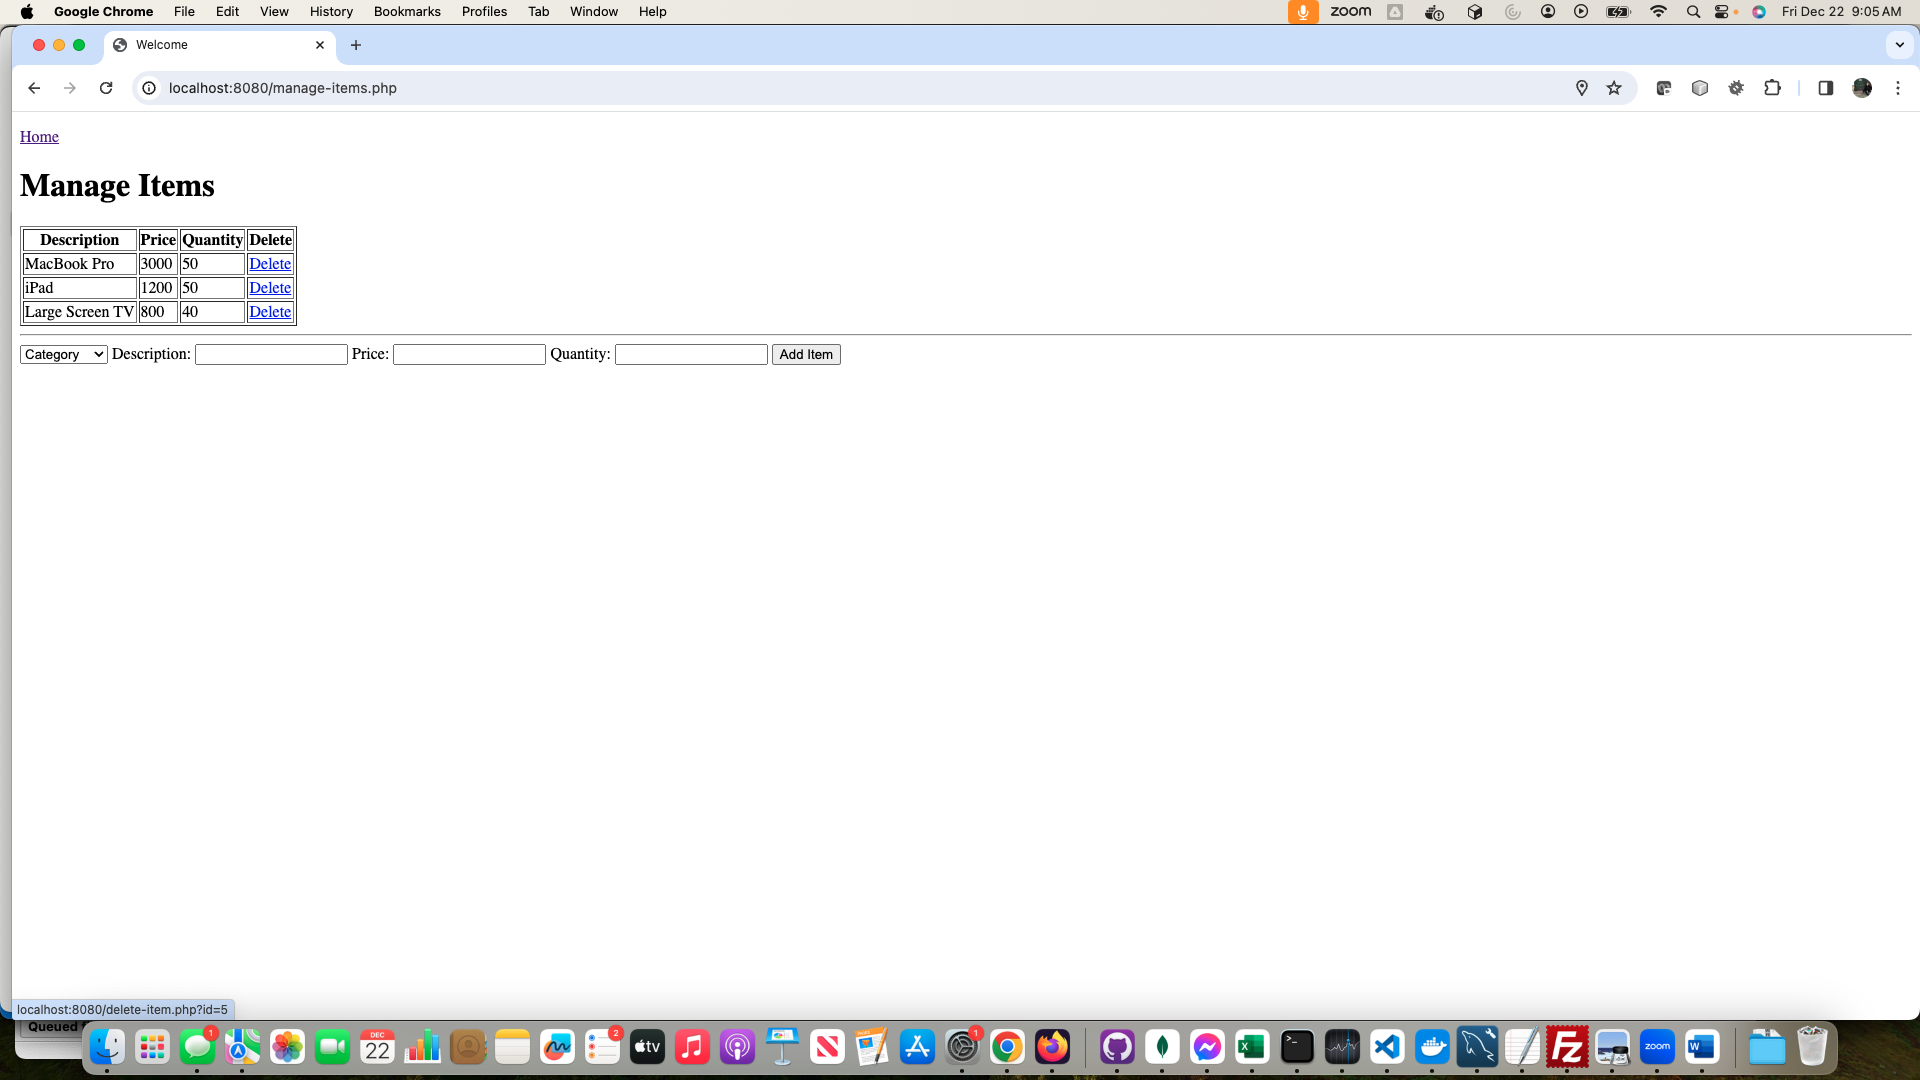 Google Chrome File Edit View History Bookmarks Profiles Tab Window Help zoom Fri Dec 22 9:05 AM
Welcome
localhost:8080/manage-items.php
Home
Manage Items
Description Price Quantity Delete
MacBook Pro 3000 50 Delete
iPad 1200 50 Delete
Large Screen TV 800 40 Delete
Category Description: Price: Quantity: Add Item
localhost:8080/delete-item.php?id=5
Queued
1 DEC 22 2 tv 1 zoom W